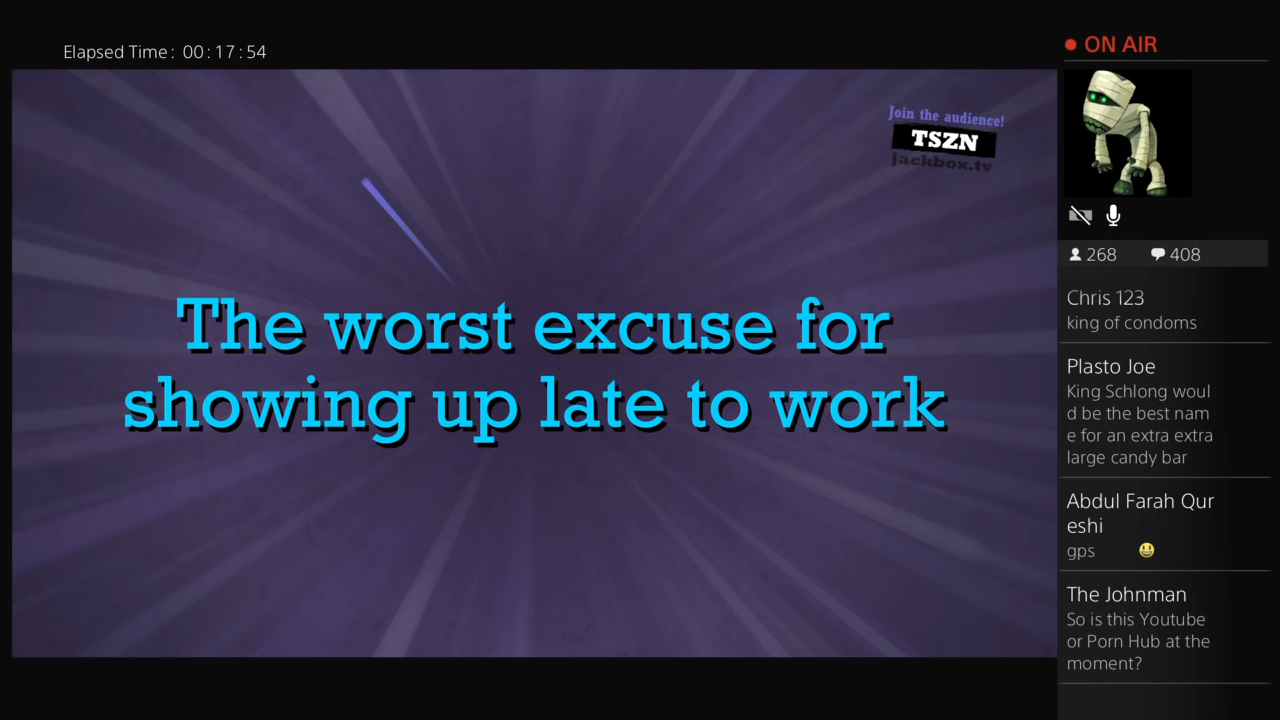 Elapsed Time: 00:17:54
ON AIR
Join the audience!
TSZN
jackbox.tv
The worst excuse for
showing up late to work
268 408
Chris 123
king of condoms
Plasto Joe
King Schlong woul
d be the best nam
e for an extra extra
large candy bar
Abdul Farah Qur
eshi
gps 😃
The Johnman
So is this Youtube
or Porn Hub at the
moment?